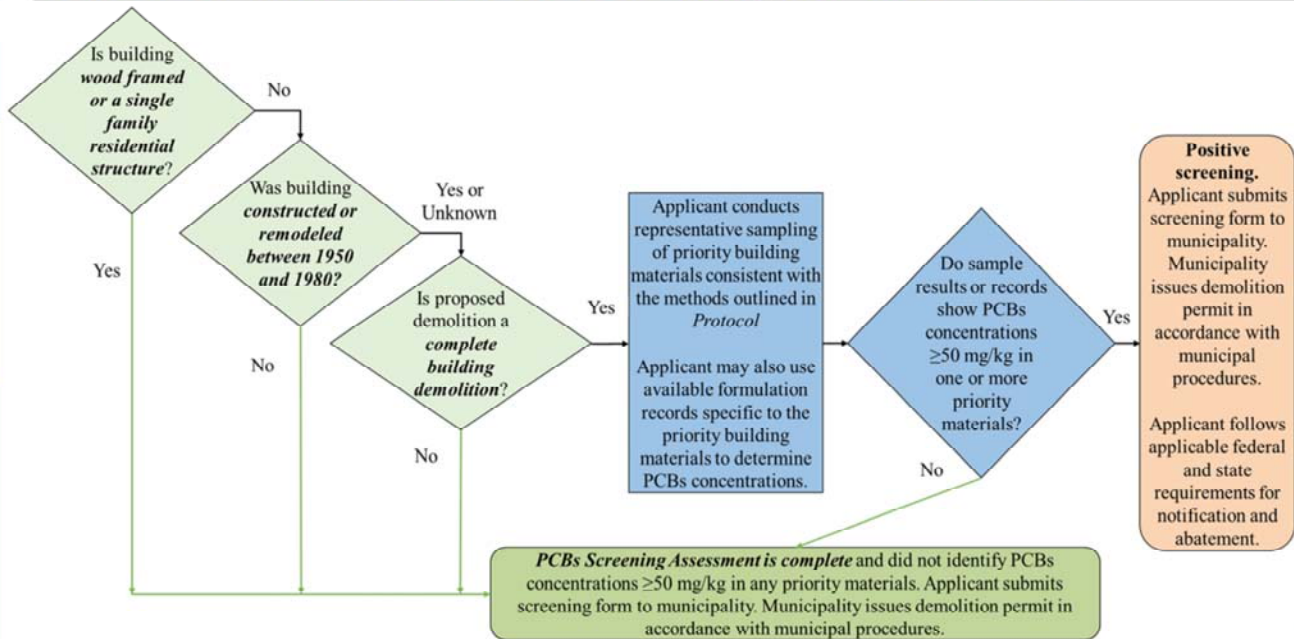 Is building
wood framed
or a single
family
residential
structure?
No
Yes
Was building
constructed or
remodeled
between 1950
and 1980?
Yes or
Unknown
No
Is proposed
demolition a
complete
building
demolition?
Yes
No
Applicant conducts
representative sampling
of priority building
materials consistent with
the methods outlined in
Protocol
Applicant may also use
available formulation
records specific to the
priority building
materials to determine
PCBs concentrations.
Do sample
results or records
show PCBs
concentrations
≥50 mg/kg in
one or more
priority
materials?
Yes
No
Positive
screening.
Applicant submits
screening form to
municipality.
Municipality
issues demolition
permit in
accordance with
municipal
procedures.
Applicant follows
applicable federal
and state
requirements for
notification and
abatement.
PCBs Screening Assessment is complete and did not identify PCBs
concentrations ≥50 mg/kg in any priority materials. Applicant submits
screening form to municipality. Municipality issues demolition permit in
accordance with municipal procedures.